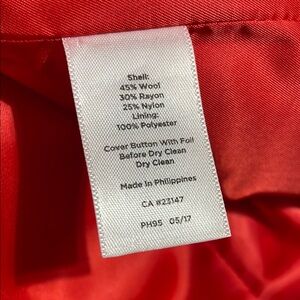 Shell:
45% Wool
30% Rayon
25% Nylon
Lining:
100% Polyester
Cover Button With Foil
Before Dry Clean
Dry Clean
Made In Philippines
CA #23147
PH95 05/17